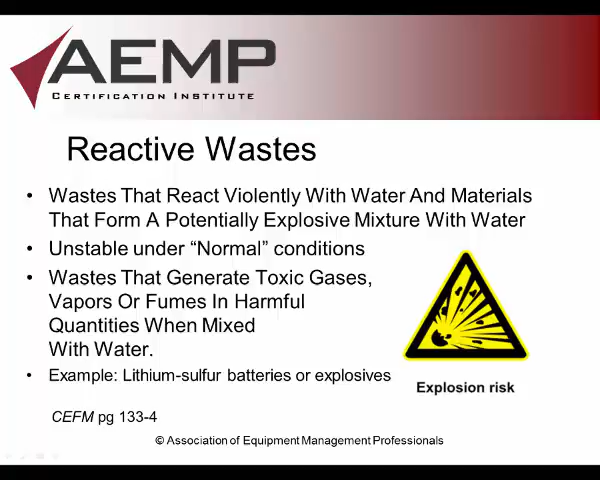 AEMP
CERTIFICATION INSTITUTE
Reactive Wastes
• Wastes That React Violently With Water And Materials
That Form A Potentially Explosive Mixture With Water
• Unstable under “Normal” conditions
• Wastes That Generate Toxic Gases,
Vapors Or Fumes In Harmful
Quantities When Mixed
With Water.
• Example: Lithium-sulfur batteries or explosives
Explosion risk
CEFM pg 133-4
© Association of Equipment Management Professionals